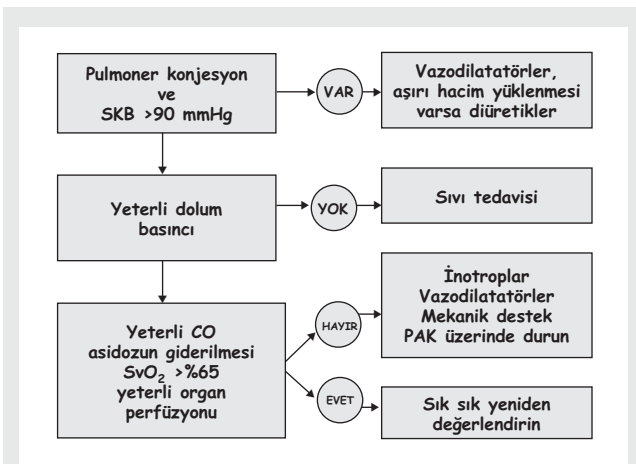 Pulmoner konjesyon
ve
SKB >90 mmHg
VAR
Vazodilatatörler,
aşırı hacim yüklenmesi
varsa diüretikler
Yeterli dolum
basıncı
YOK
Sıvı tedavisi
Yeterli CO
asidozun giderilmesi
SvO₂ >%65
yeterli organ
perfüzyonu
HAYIR
İnotroplar
Vazodilatatörler
Mekanik destek
PAK üzerinde durun
EVET
Sık sık yeniden
değerlendirin